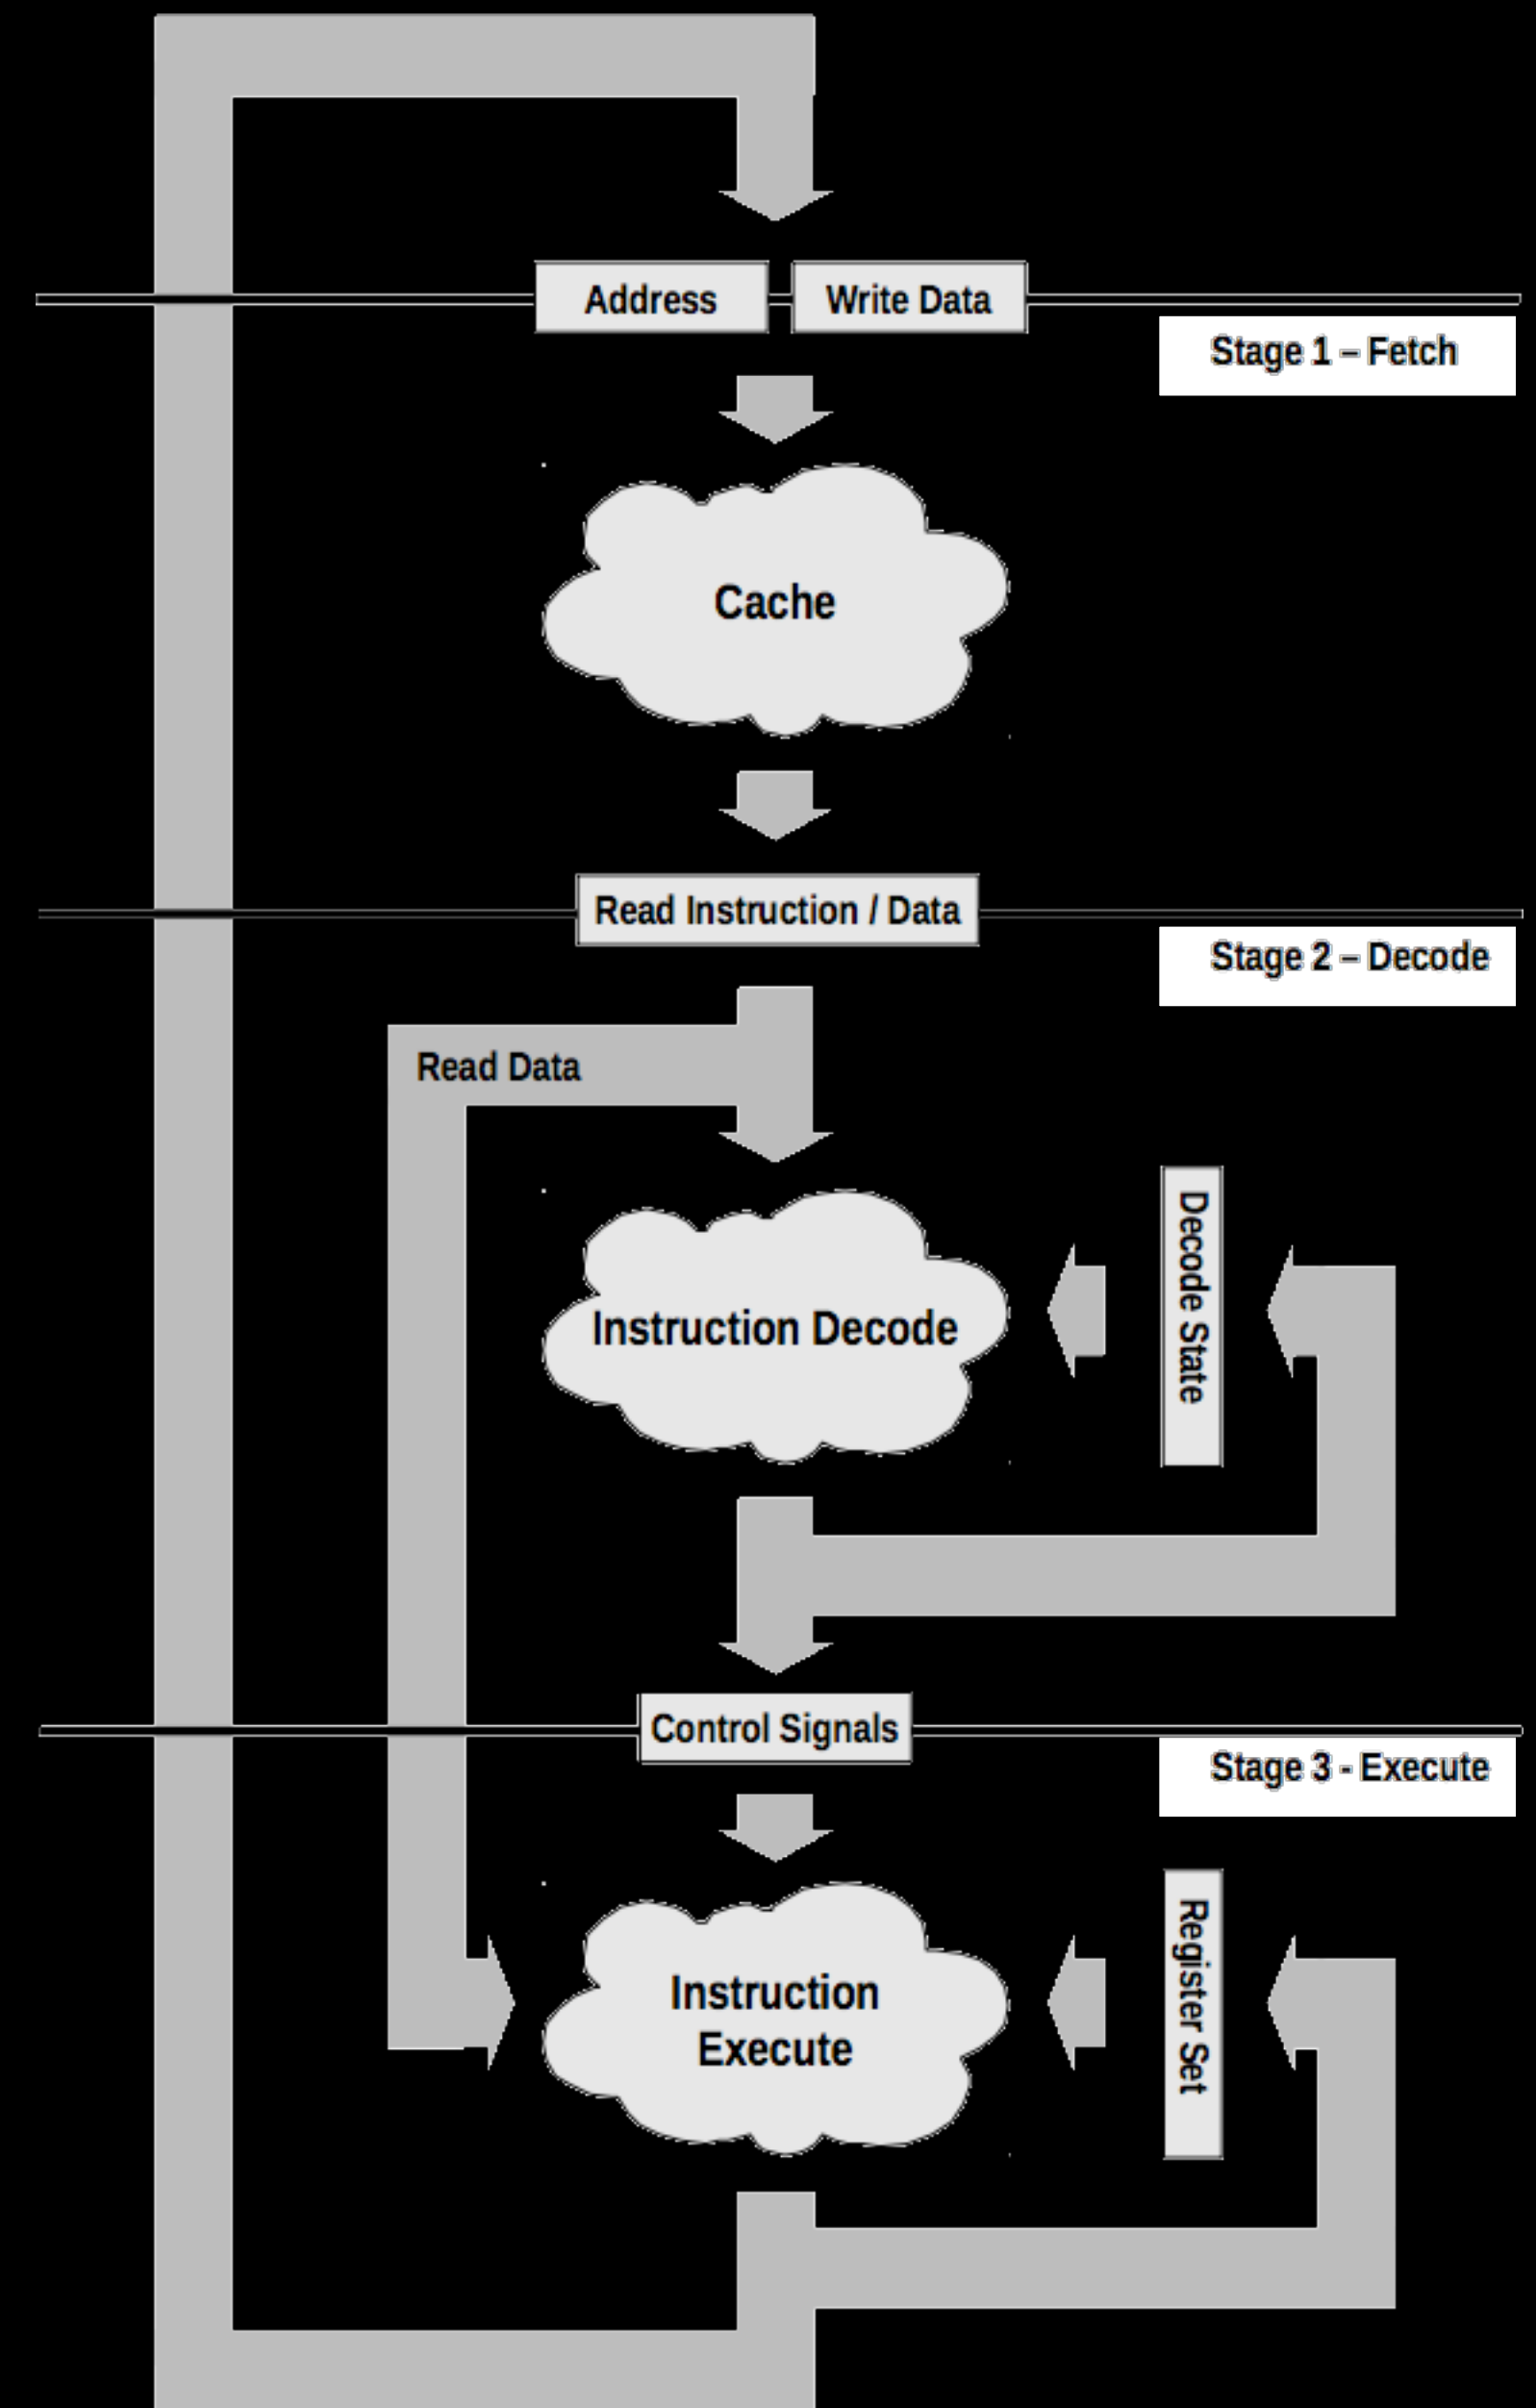 Address
Write Data
Stage 1 – Fetch
Cache
Read Instruction / Data
Stage 2 – Decode
Read Data
Decode State
Instruction Decode
Control Signals
Stage 3 - Execute
Register Set
Instruction
Execute